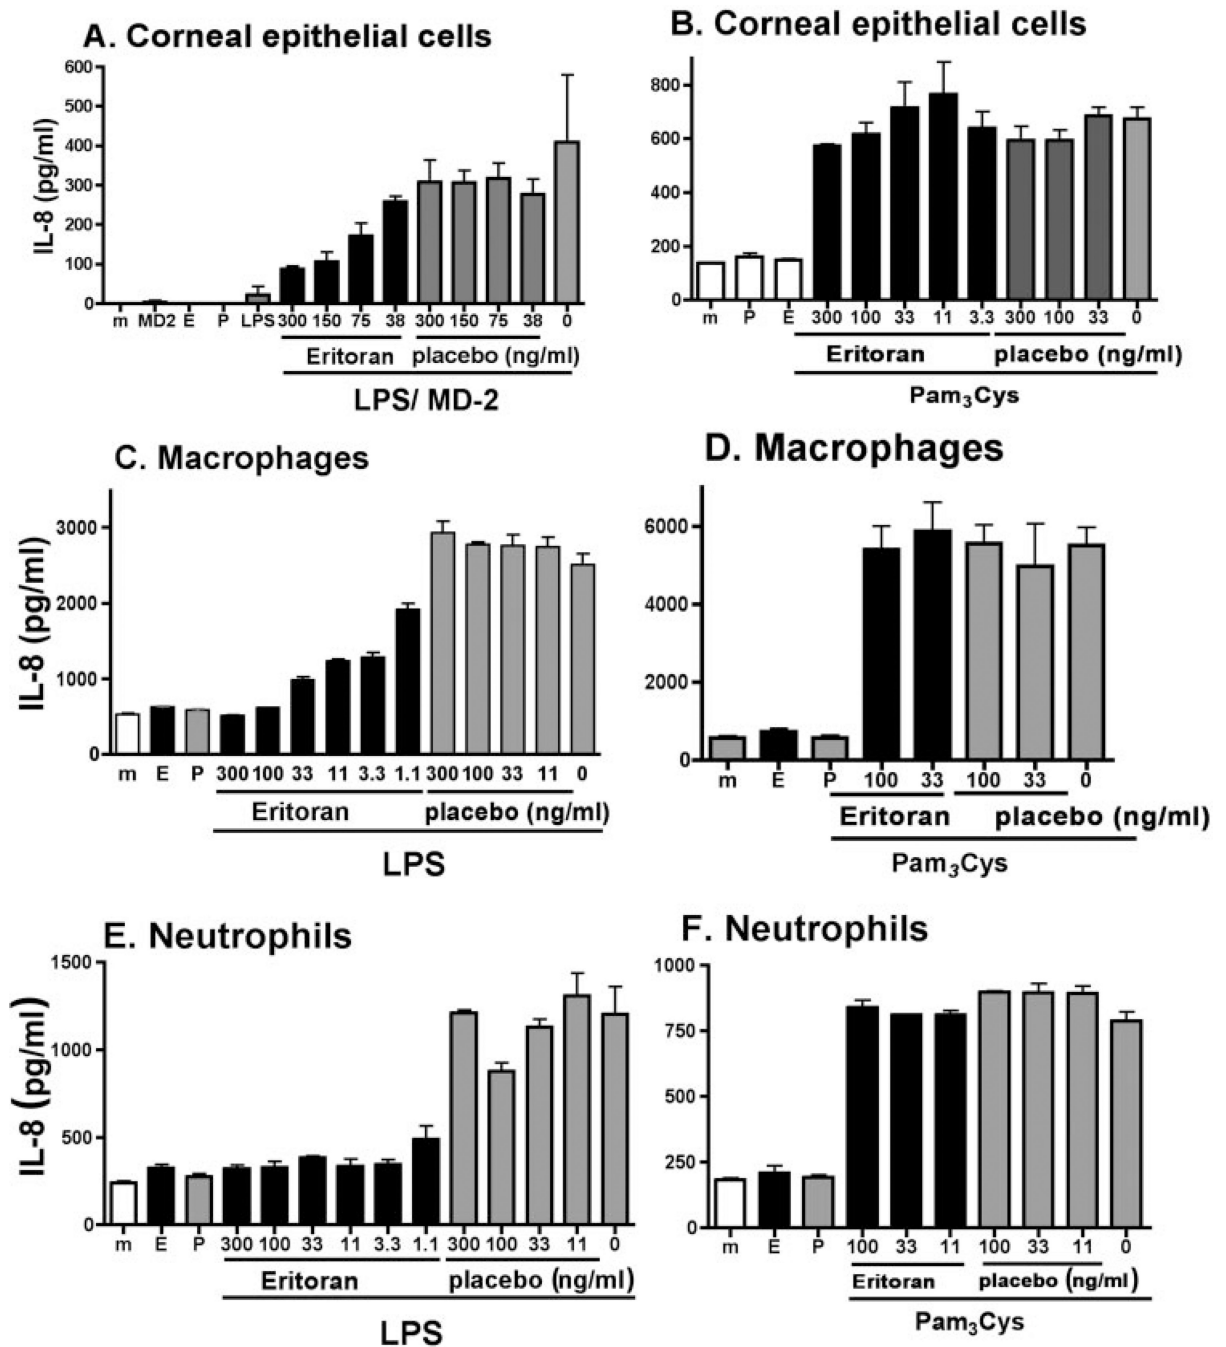 A. Corneal epithelial cells
IL-8 (pg/ml)
600
500
400
300
200
100
0
m MD2 E P LPS 300 150 75 38 300 150 75 38 0
Eritoran placebo (ng/ml)
LPS/ MD-2
B. Corneal epithelial cells
800
600
400
200
0
m P E 300 100 33 11 3.3 300 100 33 0
Eritoran placebo (ng/ml)
Pam3Cys
C. Macrophages
IL-8 (pg/ml)
3000
2000
1000
0
m E P 300 100 33 11 3.3 1.1 300 100 33 11 0
Eritoran placebo (ng/ml)
LPS
D. Macrophages
6000
4000
2000
0
m E P 100 33 100 33 0
Eritoran placebo (ng/ml)
Pam3Cys
E. Neutrophils
IL-8 (pg/ml)
1500
1000
500
0
m E P 300 100 33 11 3.3 1.1 300 100 33 11 0
Eritoran placebo (ng/ml)
LPS
F. Neutrophils
1000
750
500
250
0
m E P 100 33 11 100 33 11 0
Eritoran placebo (ng/ml)
Pam3Cys